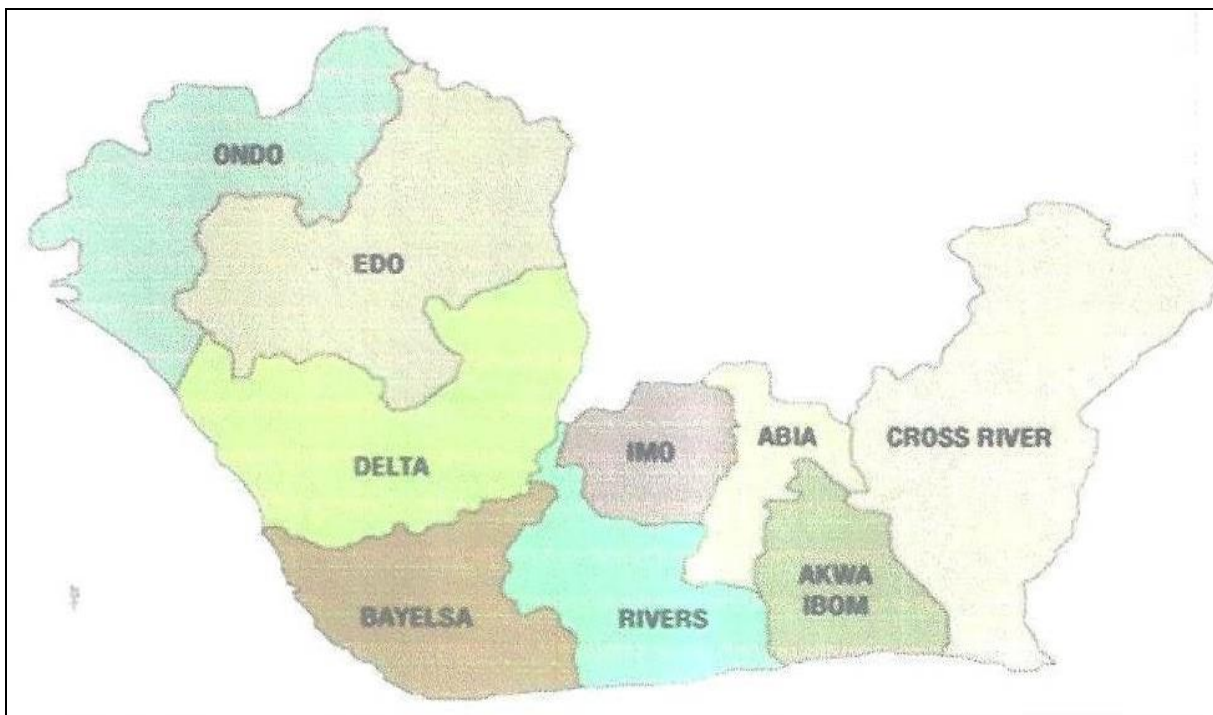 ONDO
EDO
DELTA
IMO
ABIA
CROSS RIVER
BAYELSA
RIVERS
AKWA
IBOM